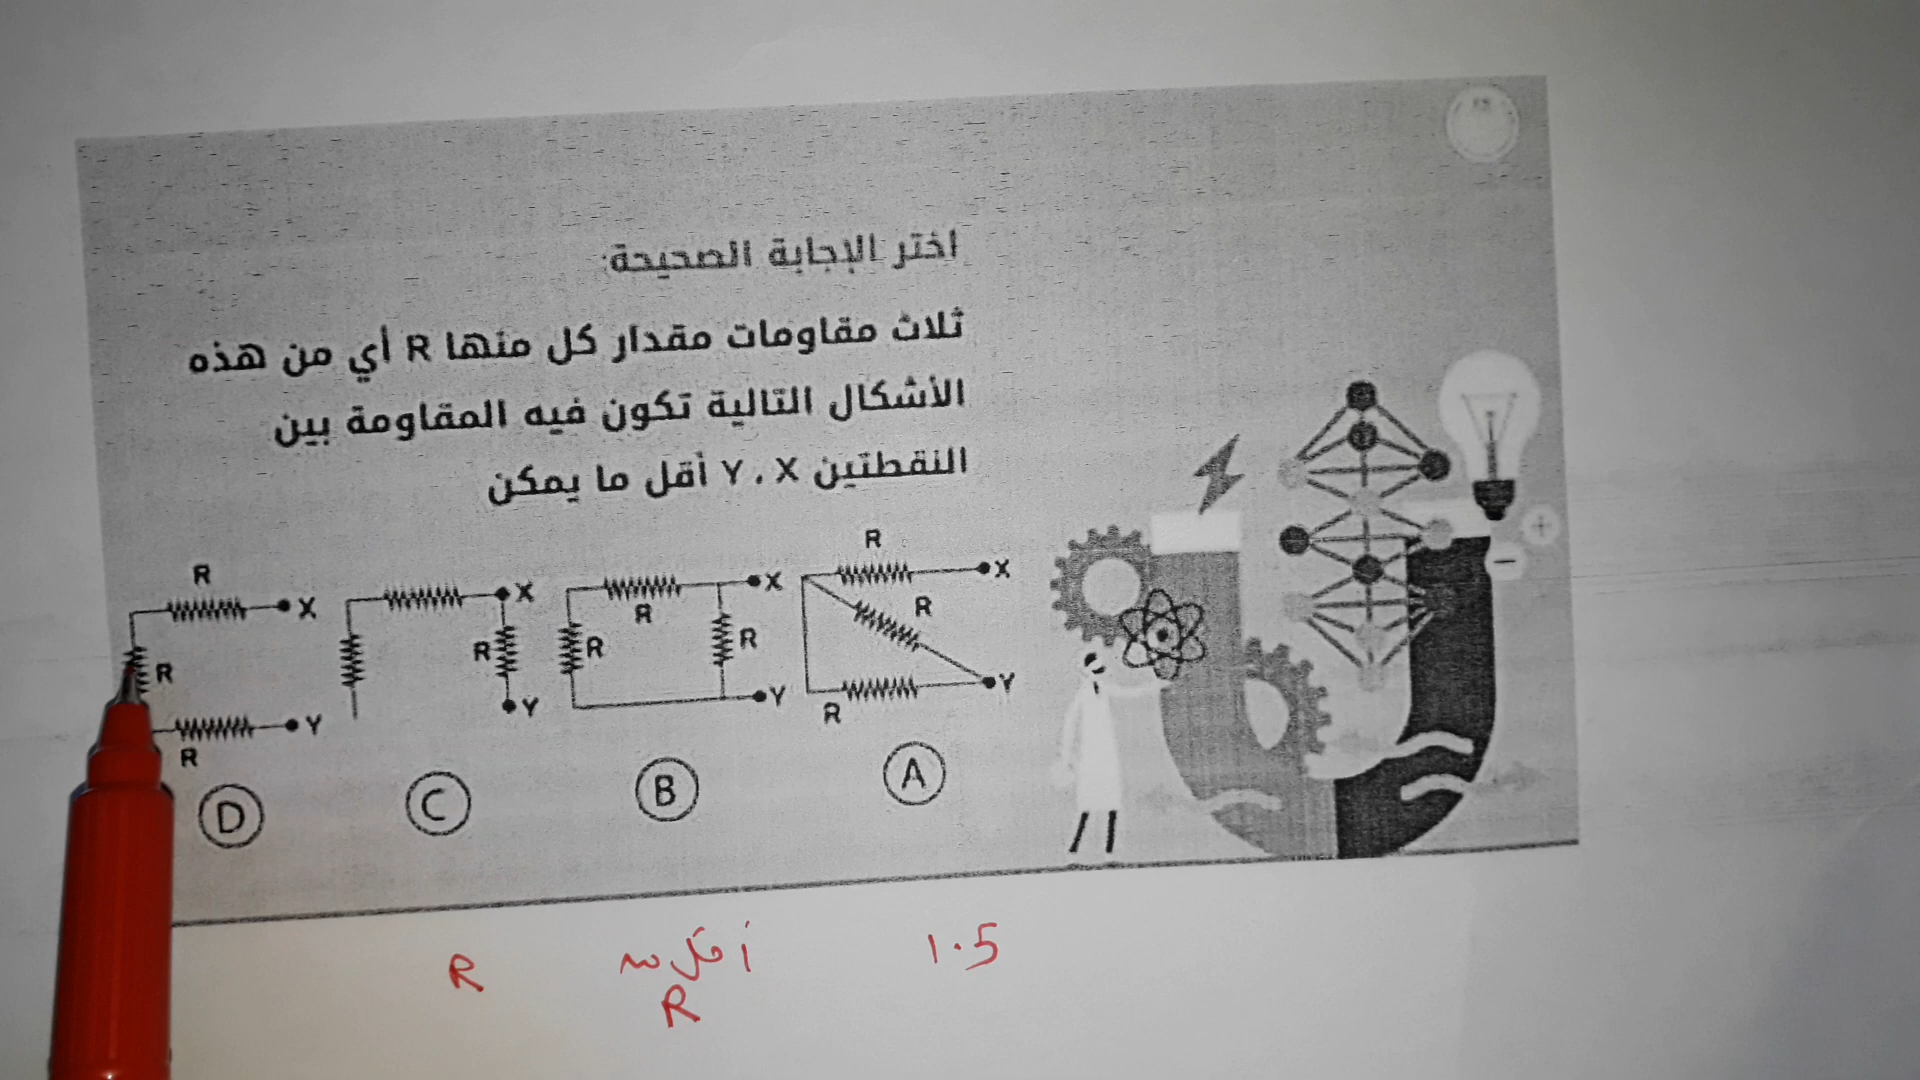 اختر الإجابة الصحيحة:
ثلاث مقاومات مقدار كل منها R أي من هذه
الأشكال التالية تكون فيه المقاومة بين
النقطتين Y ، X أقل ما يمكن
R X R Y R
A
R X R R Y
B
X R Y
C
R X R Y R
D
1.5
أقل من
R
R